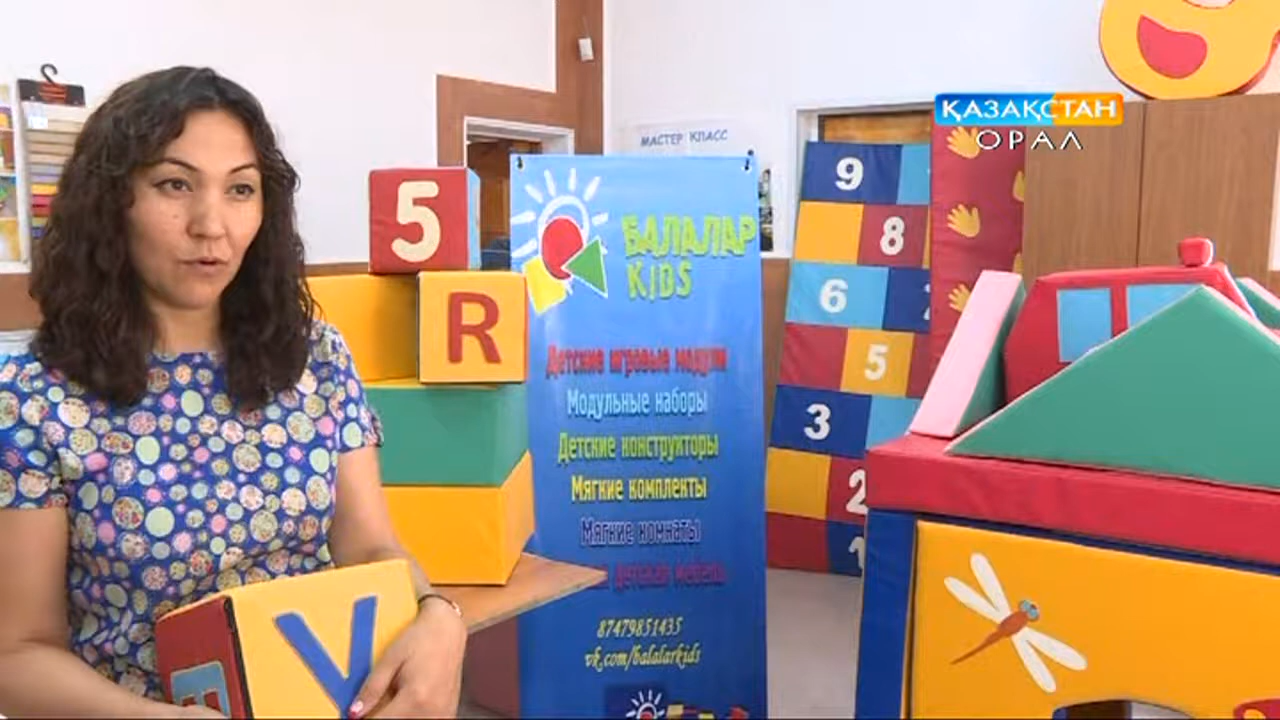 ҚАЗАҚСТАН
ОРАЛ
МАСТЕР КЛАСС
5
R
V
БАЛАЛАР
KIDS
Детские игровые модули
Модульные наборы
Детские конструкторы
Мягкие комплекты
Мягкие комнаты
детская мебель
87479851435
vk.com/balalarkids
9
8
6
5
3
2
1